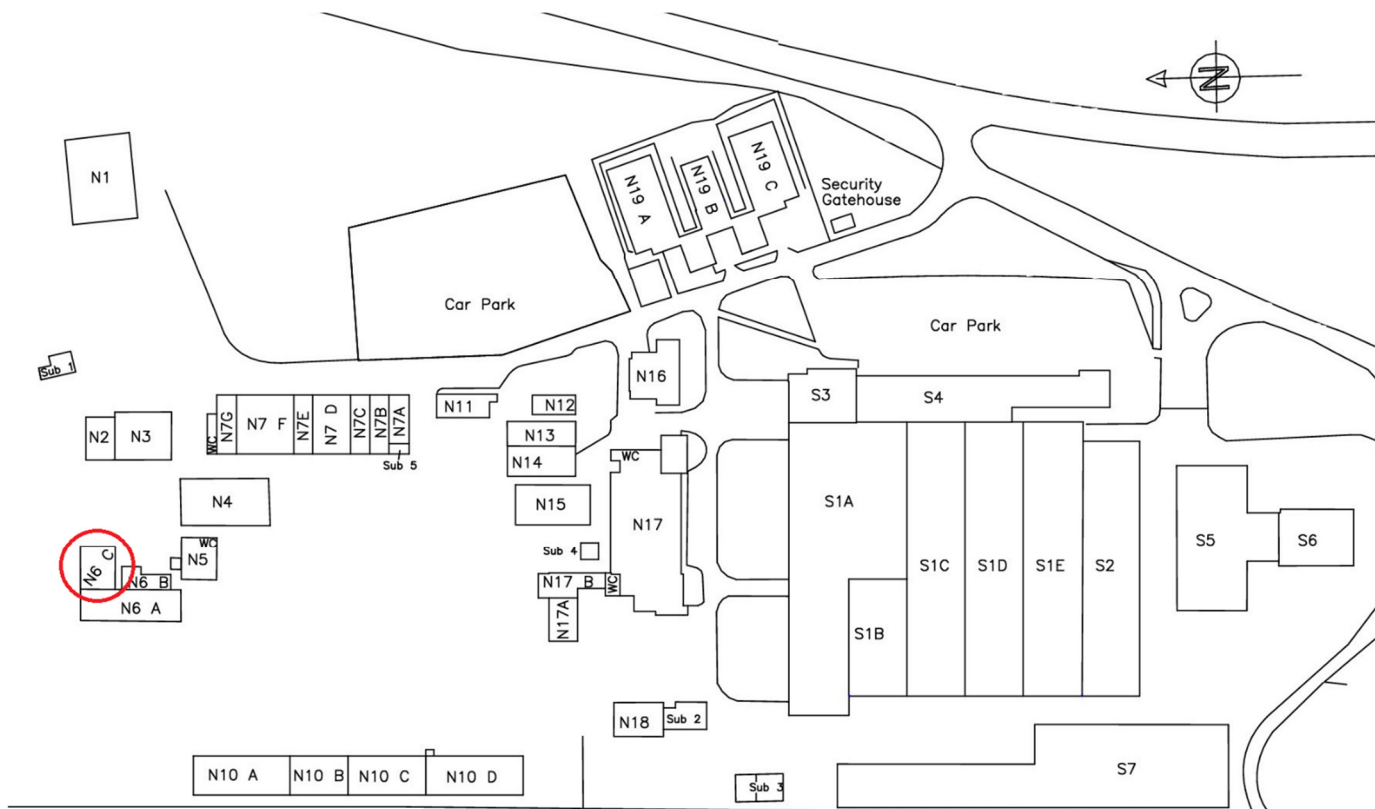 N
N1
N19 A
N19 B
N19 C
Security
Gatehouse
Car Park
Car Park
Sub 1
N16
S3
S4
N2
N3
WC
N7G
N7 F
N7E
N7 D
N7C
N7B
N7A
Sub 5
N11
N12
N13
N14
WC
N4
N15
N17
S1A
N6 C
N5
WC
Sub 4
N6 B
N6 A
N17 B
WC
N17A
S1B
S1C
S1D
S1E
S2
S5
S6
N18
Sub 2
N10 A
N10 B
N10 C
N10 D
Sub 3
S7